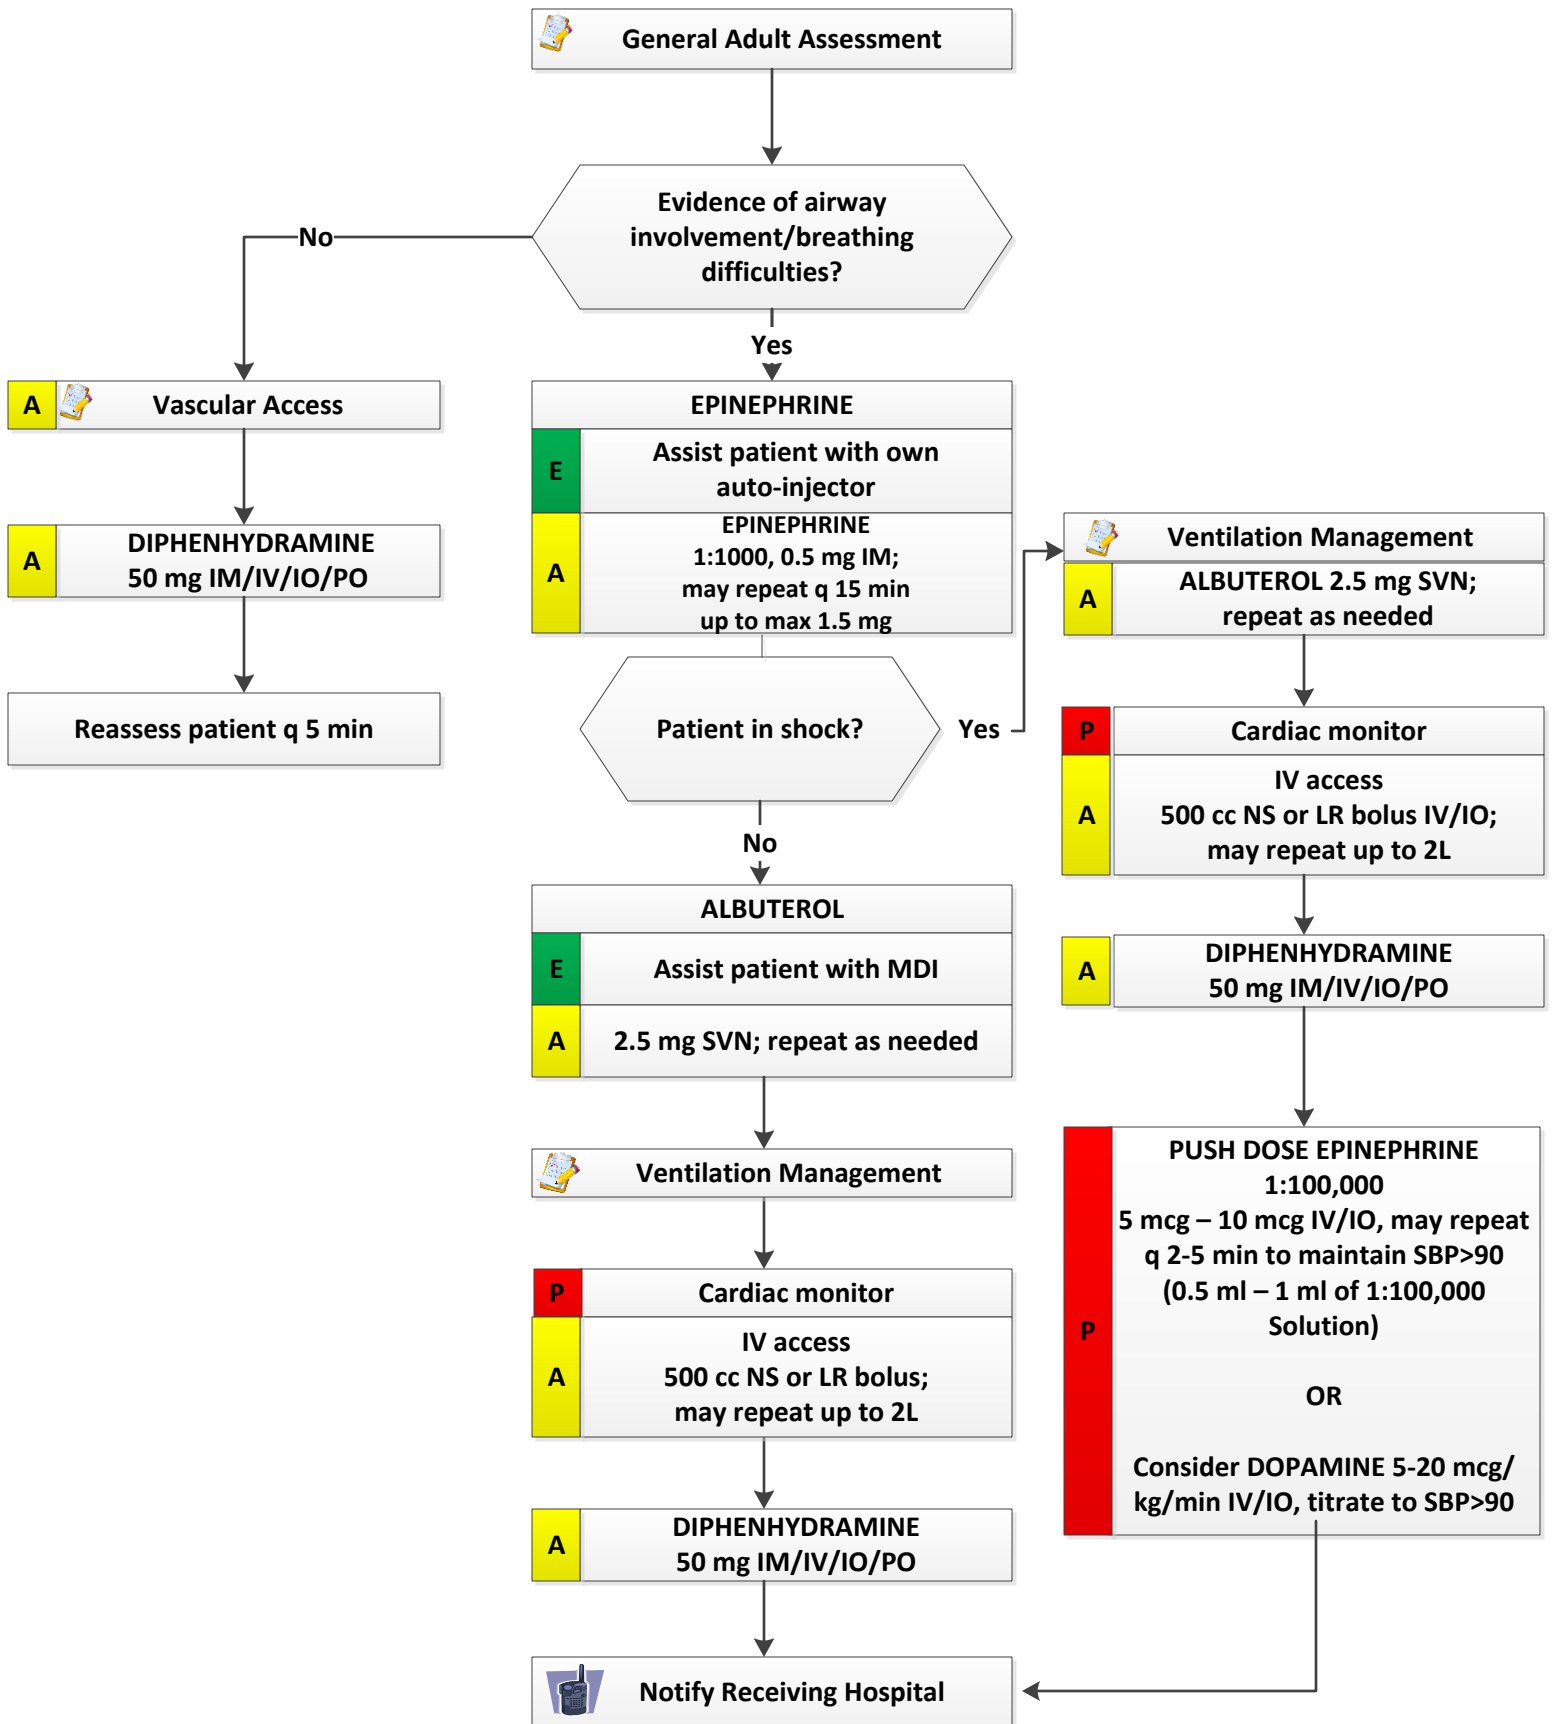 General Adult Assessment
Evidence of airway
involvement/breathing
difficulties?
No
Yes
A
Vascular Access
A
DIPHENHYDRAMINE
50 mg IM/IV/IO/PO
Reassess patient q 5 min
EPINEPHRINE
E
Assist patient with own
auto-injector
A
EPINEPHRINE
1:1000, 0.5 mg IM;
may repeat q 15 min
up to max 1.5 mg
Patient in shock?
Yes
No
ALBUTEROL
E
Assist patient with MDI
A
2.5 mg SVN; repeat as needed
Ventilation Management
P
Cardiac monitor
A
IV access
500 cc NS or LR bolus;
may repeat up to 2L
A
DIPHENHYDRAMINE
50 mg IM/IV/IO/PO
Ventilation Management
A
ALBUTEROL 2.5 mg SVN;
repeat as needed
P
Cardiac monitor
A
IV access
500 cc NS or LR bolus IV/IO;
may repeat up to 2L
A
DIPHENHYDRAMINE
50 mg IM/IV/IO/PO
P
PUSH DOSE EPINEPHRINE
1:100,000
5 mcg – 10 mcg IV/IO, may repeat
q 2-5 min to maintain SBP>90
(0.5 ml – 1 ml of 1:100,000
Solution)
OR
Consider DOPAMINE 5-20 mcg/
kg/min IV/IO, titrate to SBP>90
Notify Receiving Hospital